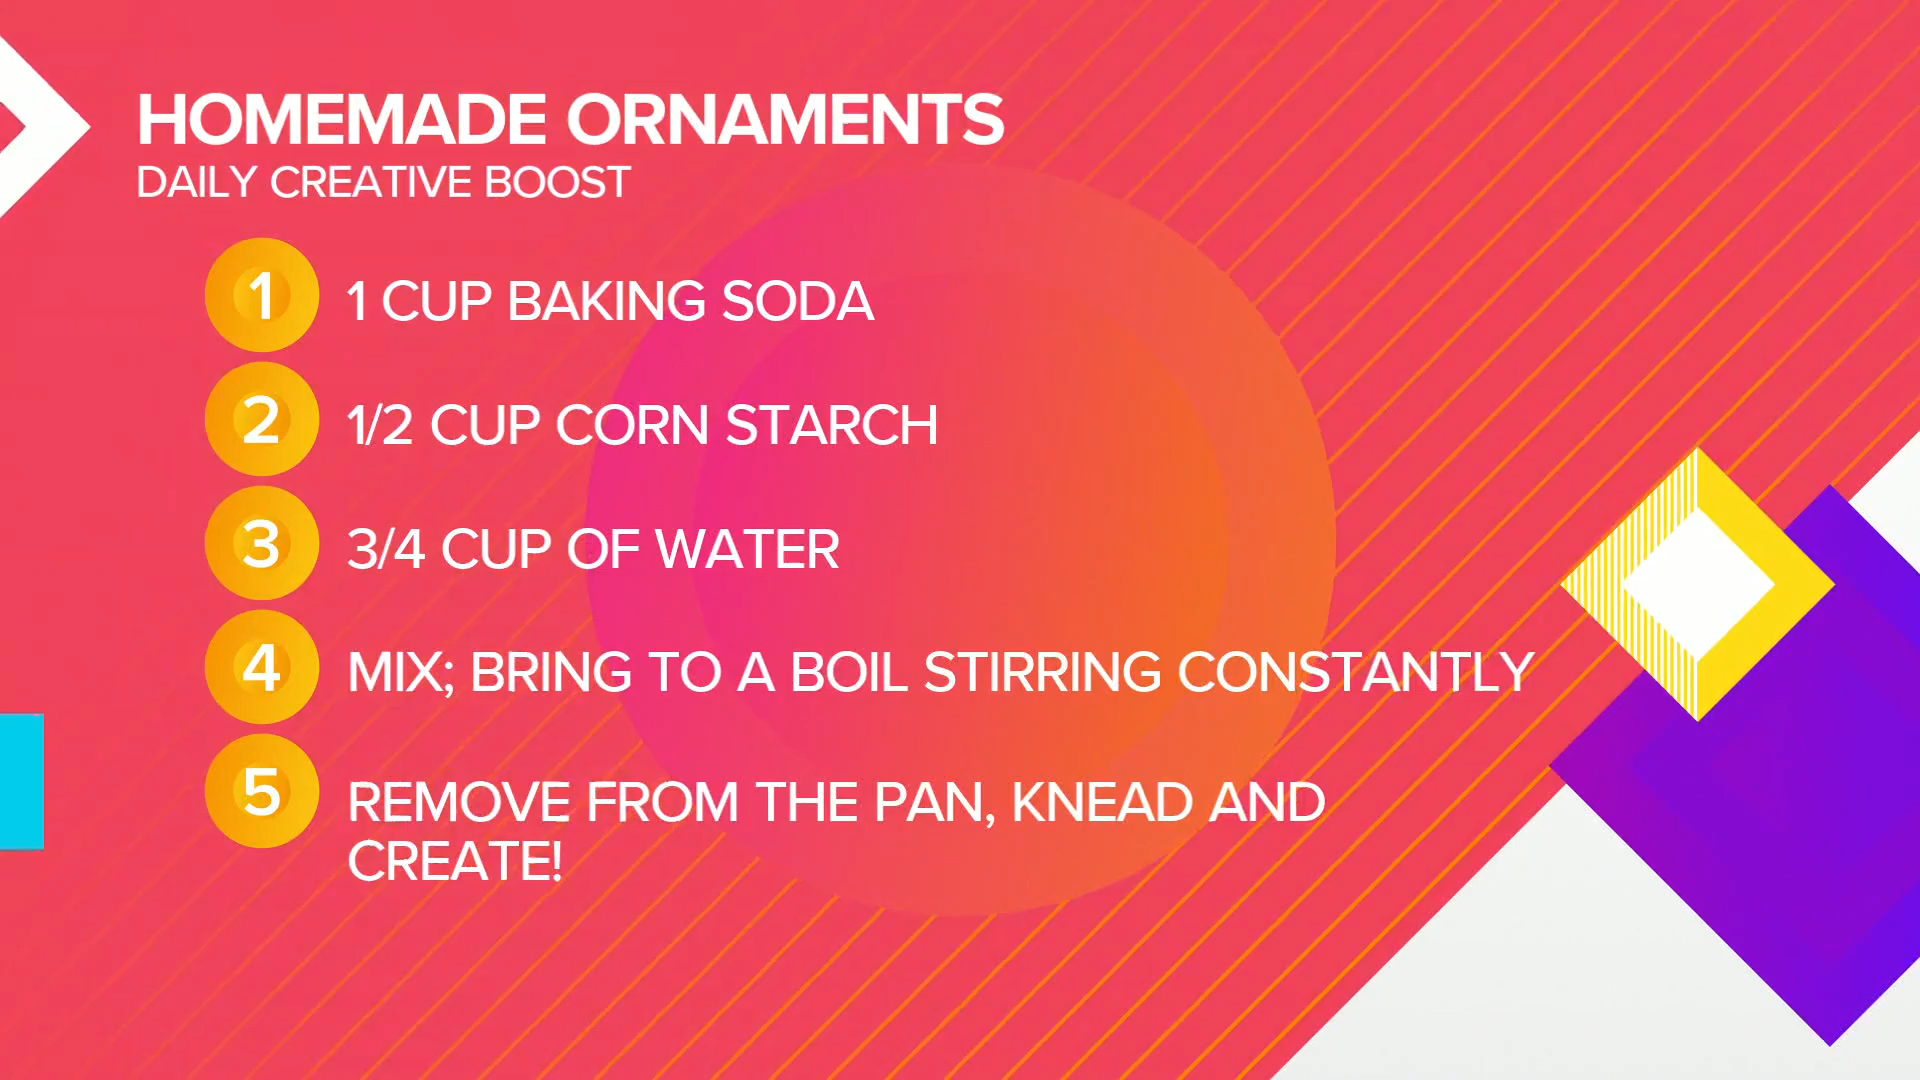 HOMEMADE ORNAMENTS
DAILY CREATIVE BOOST
1 1 CUP BAKING SODA
2 1/2 CUP CORN STARCH
3 3/4 CUP OF WATER
4 MIX; BRING TO A BOIL STIRRING CONSTANTLY
5 REMOVE FROM THE PAN, KNEAD AND
CREATE!